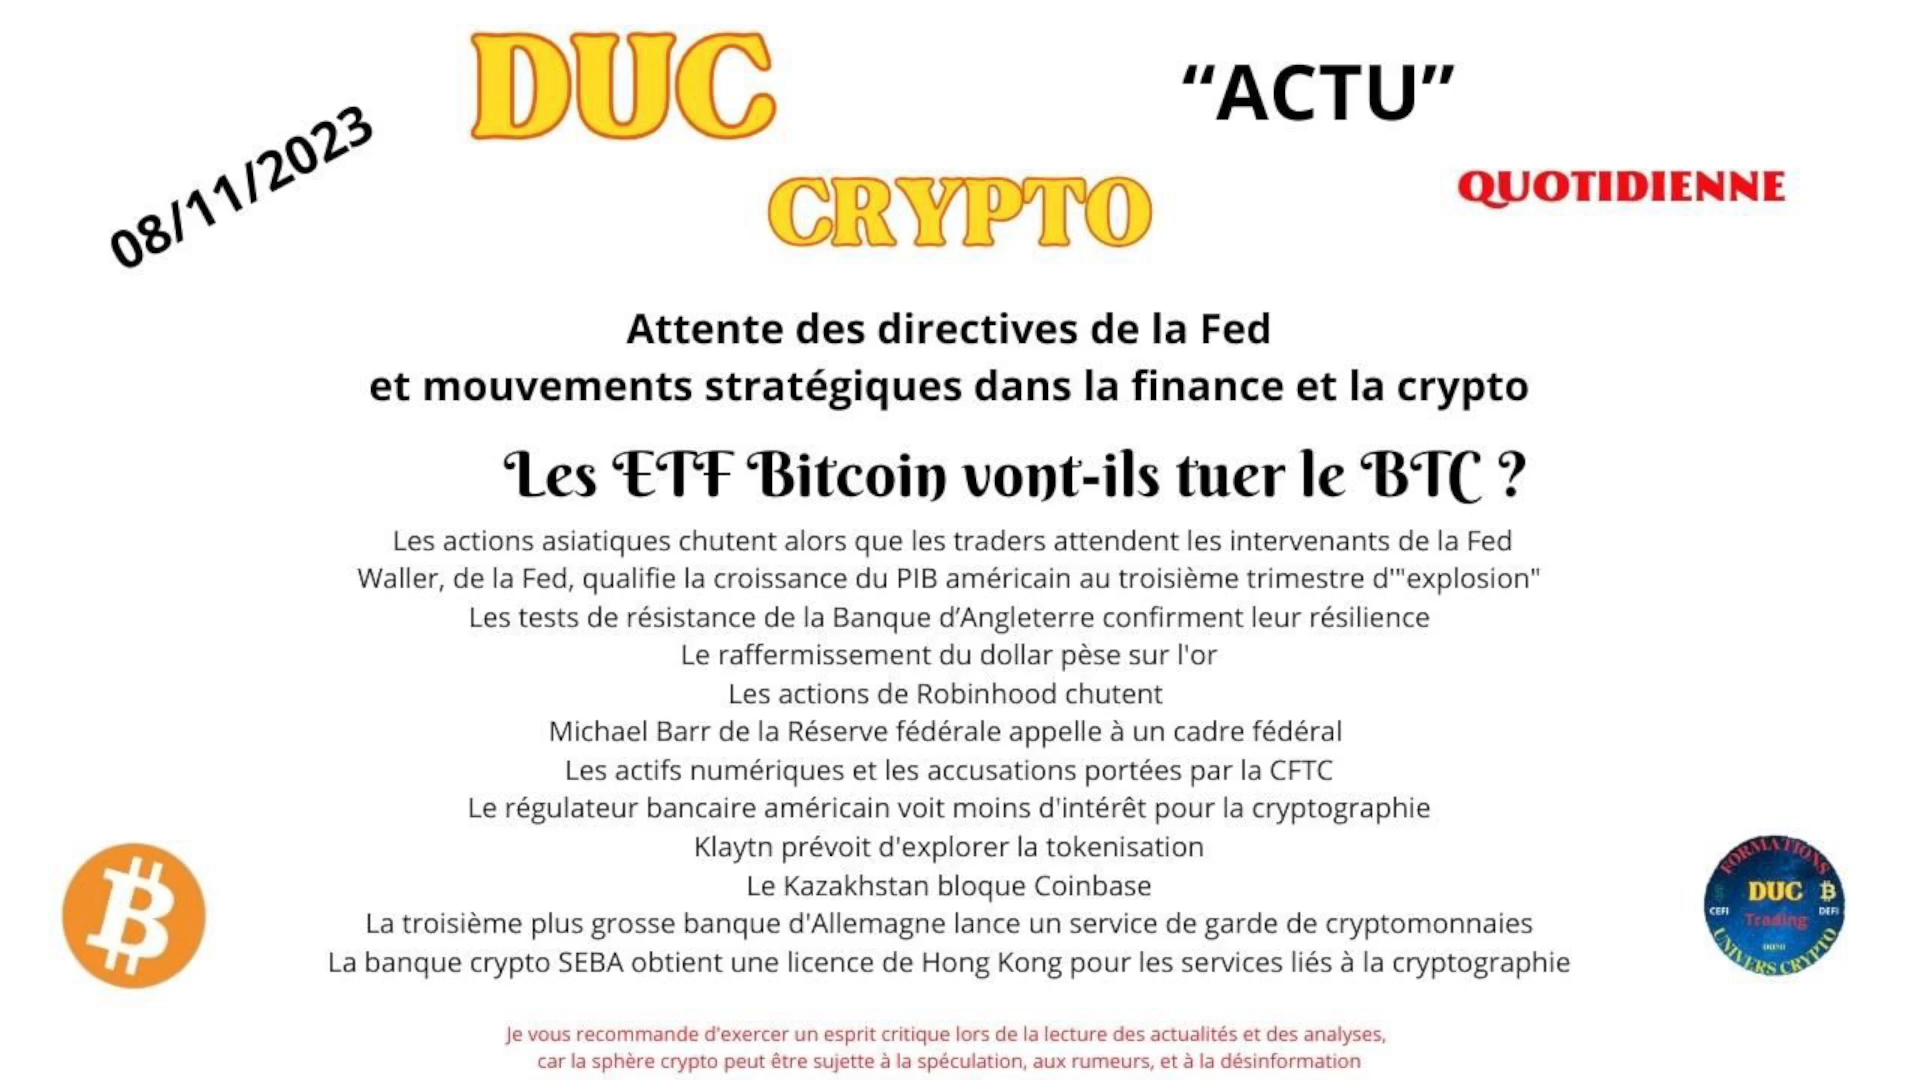 08/11/2023
DUC
CRYPTO
“ACTU”
QUOTIDIENNE
Attente des directives de la Fed
et mouvements stratégiques dans la finance et la crypto
Les ETF Bitcoin vont-ils tuer le BTC ?
Les actions asiatiques chutent alors que les traders attendent les intervenants de la Fed
Waller, de la Fed, qualifie la croissance du PIB américain au troisième trimestre d'"explosion"
Les tests de résistance de la Banque d’Angleterre confirment leur résilience
Le raffermissement du dollar pèse sur l'or
Les actions de Robinhood chutent
Michael Barr de la Réserve fédérale appelle à un cadre fédéral
Les actifs numériques et les accusations portées par la CFTC
Le régulateur bancaire américain voit moins d'intérêt pour la cryptographie
Klaytn prévoit d'explorer la tokenisation
Le Kazakhstan bloque Coinbase
La troisième plus grosse banque d'Allemagne lance un service de garde de cryptomonnaies
La banque crypto SEBA obtient une licence de Hong Kong pour les services liés à la cryptographie
FORMATIONS
DUC
CEFI
Trading
DEFI
UNIVERS CRYPTO
Je vous recommande d'exercer un esprit critique lors de la lecture des actualités et des analyses,
car la sphère crypto peut être sujette à la spéculation, aux rumeurs, et à la désinformation